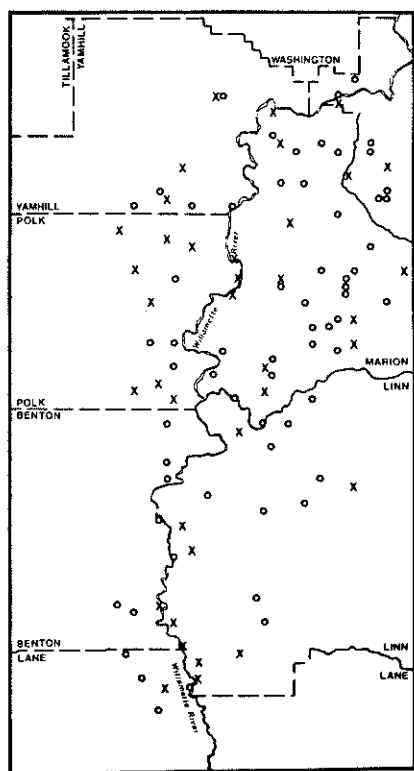 TILLAMOOK
YAMHILL
WASHINGTON
YAMHILL
POLK
River
Willamette
MARION
LINN
POLK
BENTON
BENTON
LANE
LINN
LANE
Willamette River